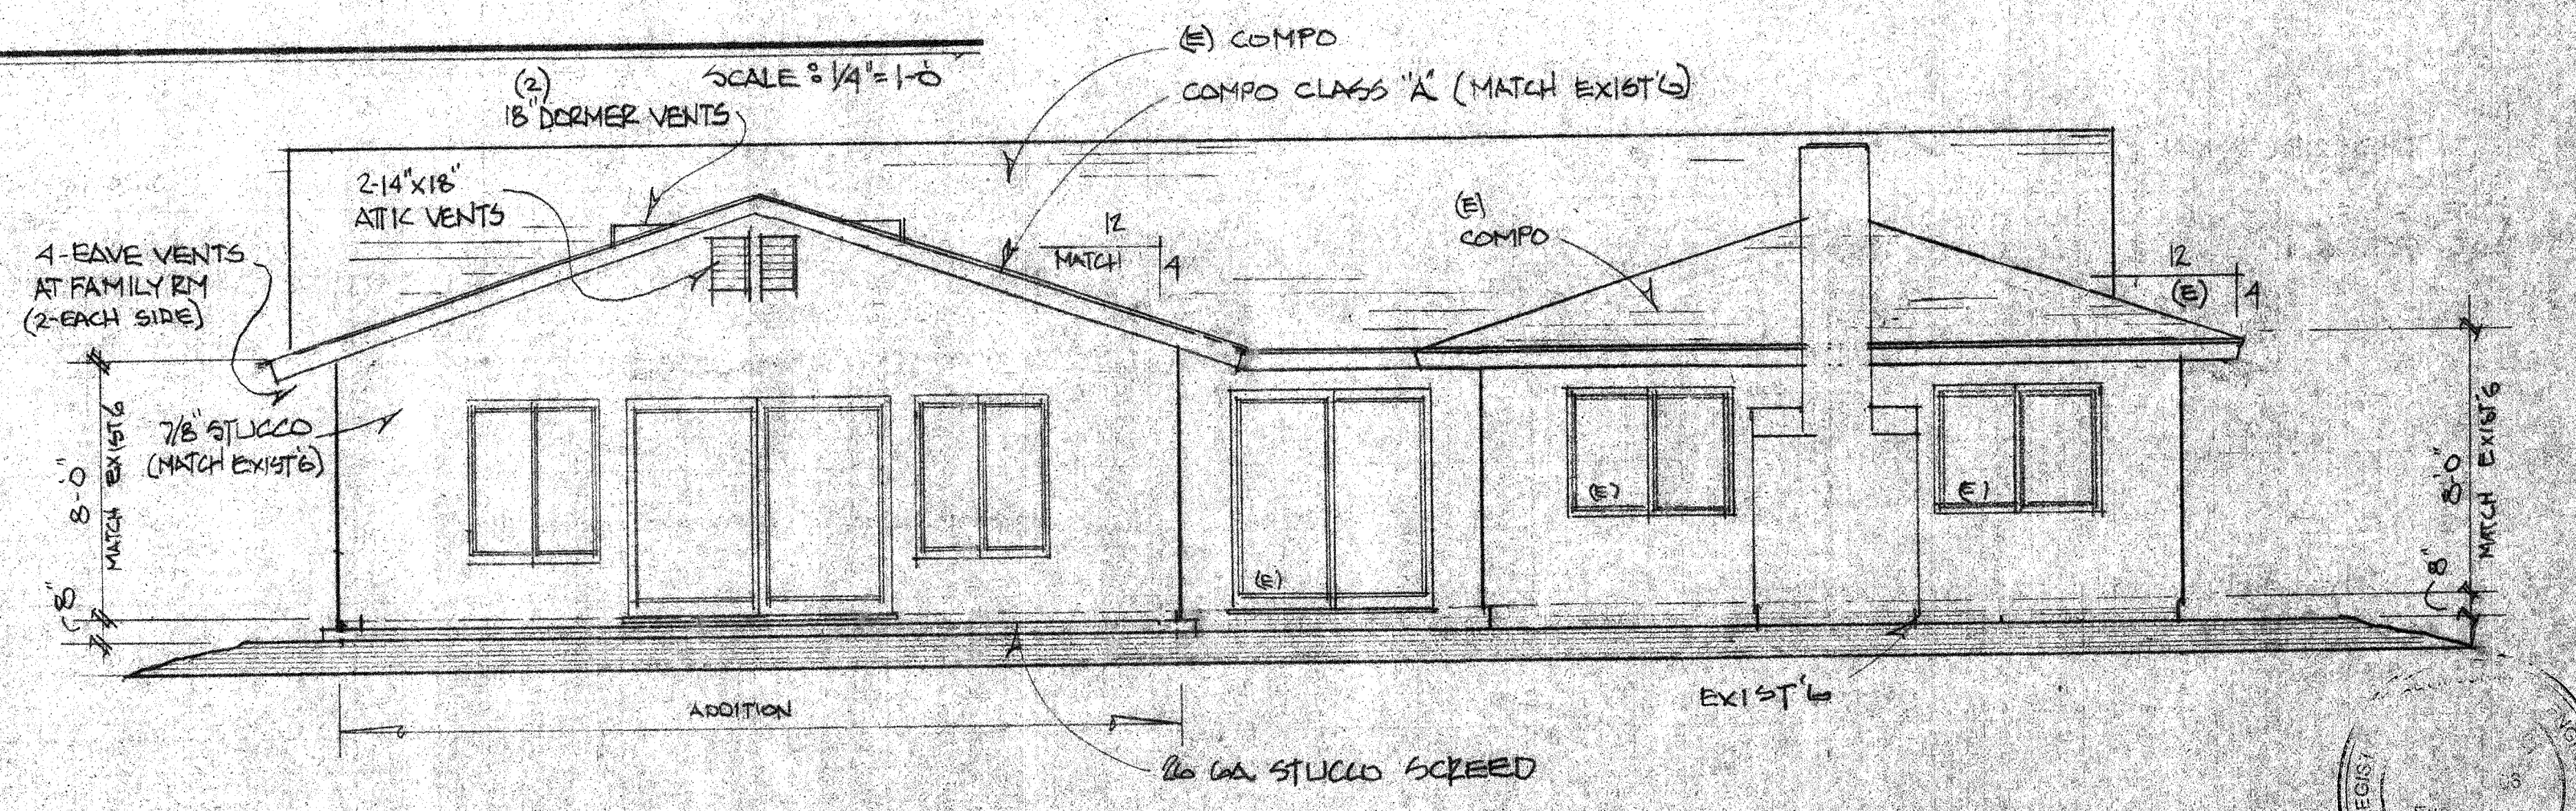 (E) COMPO
SCALE : 1/4"=1'-0
COMPO CLASS "A" (MATCH EXIST'G)
(2)
18" DORMER VENTS
2-14"X18"
ATTIC VENTS
4-EAVE VENTS
AT FAMILY RM
(2-EACH SIDE)
12
MATCH
4
(E)
COMPO
12
(E)
4
7/8" STUCCO
(MATCH EXIST'G)
8'-0"
MATCH EXIST'G
8"
(E)
(E)
(E)
8'-0"
MATCH EXIST'G
8"
ADDITION
EXIST'G
26 GA. STUCCO SCREED